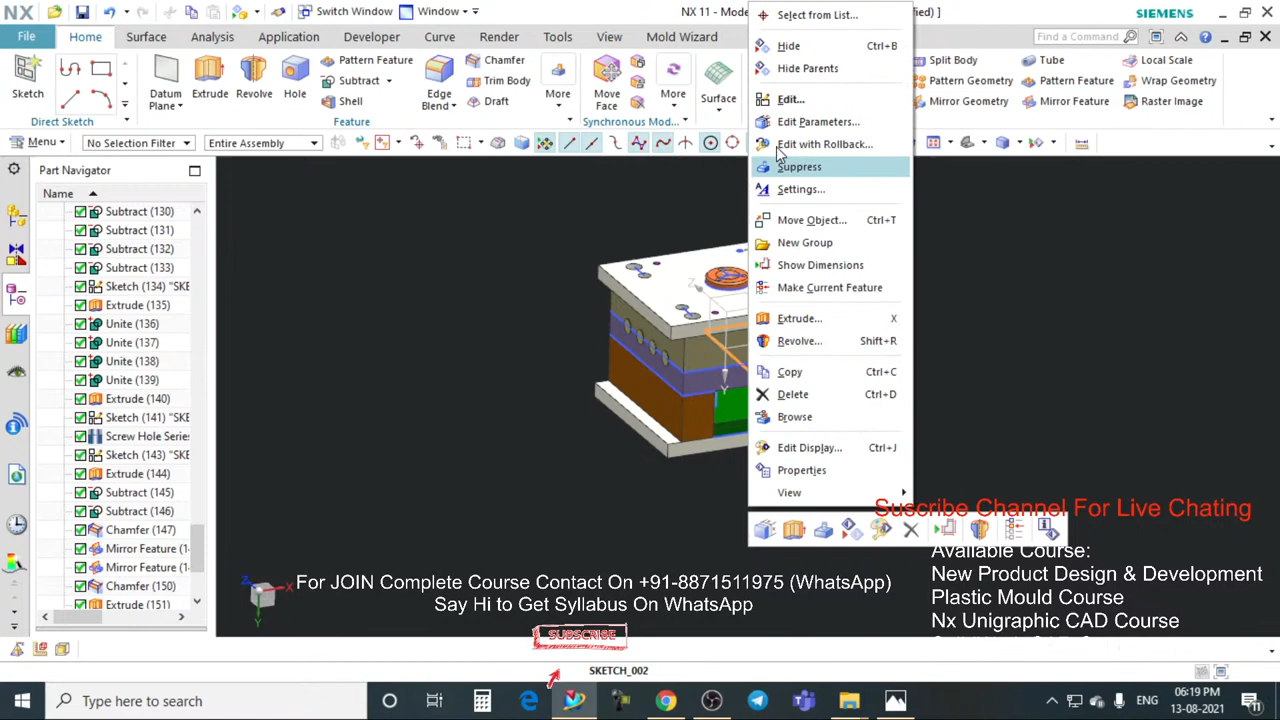 NX
Switch Window
Window
NX 11 - Mode
fied) ]
SIEMENS
File
Home
Surface
Analysis
Application
Curve
Developer
Render
Tools
View
Mold Wizard
Find a Command
Sketch
Direct Sketch
Datum Plane
Extrude
Revolve
Hole
Pattern Feature
Subtract
Shell
Edge Blend
Chamfer
Trim Body
Draft...
More
Move Face
More
Surface
Synchronous Mod...
Split Body
Pattern Geometry
Mirror Geometry
Tube
Pattern Feature
Mirror Feature
Local Scale
Wrap Geometry
Raster Image
Menu
No Selection Filter
Entire Assembly
Part Navigator
Name
Subtract (130)
Subtract (131)
Subtract (132)
Subtract (133)
Sketch (134) "SKE
Extrude (135)
Unite (136)
Unite (137)
Unite (138)
Unite (139)
Extrude (140)
Sketch (141) "SKE
Screw Hole Series
Sketch (143) "SKE
Extrude (144)
Subtract (145)
Subtract (146)
Chamfer (147)
Mirror Feature (1
Mirror Feature (1
Chamfer (150)
Extrude (151)
Select from List...
Hide Ctrl+B
Hide Parents
Edit...
Edit Parameters...
Edit with Rollback...
Suppress
Settings...
Move Object... Ctrl+T
New Group
Show Dimensions
Make Current Feature
Extrude... X
Revolve... Shift+R
Copy Ctrl+C
Delete Ctrl+D
Browse
Edit Display... Ctrl+J
Properties
View
Z
Y
X
Y
Suscribe Channel For Live Chating
Available Course:
New Product Design & Development
Plastic Mould Course
Nx Unigraphic CAD Course
For JOIN Complete Course Contact On +91-8871511975 (WhatsApp)
Say Hi to Get Syllabus On WhatsApp
SUBSCRIBE
SKETCH_002
Type here to search
ENG
06:19 PM
13-08-2021
11